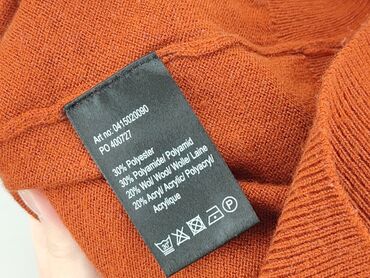 Art no: 0415020090
PO 400727
30% Polyester
30% Polyamide/ Polyamid
20% Wol/ Wool/ Wolle/ Laine
20% Acryl/ Acrylic/ Polyacryl/
Acrylique